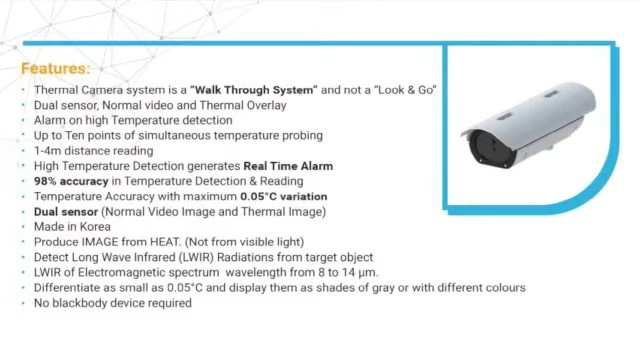 Features:
Thermal Camera system is a “Walk Through System” and not a “Look & Go”
Dual sensor, Normal video and Thermal Overlay
Alarm on high Temperature detection
Up to Ten points of simultaneous temperature probing
1-4m distance reading
High Temperature Detection generates Real Time Alarm
98% accuracy in Temperature Detection & Reading
Temperature Accuracy with maximum 0.05°C variation
Dual sensor (Normal Video Image and Thermal Image)
Made in Korea
Produce IMAGE from HEAT. (Not from visible light)
Detect Long Wave Infrared (LWIR) Radiations from target object
LWIR of Electromagnetic spectrum wavelength from 8 to 14 µm.
Differentiate as small as 0.05°C and display them as shades of gray or with different colours
No blackbody device required